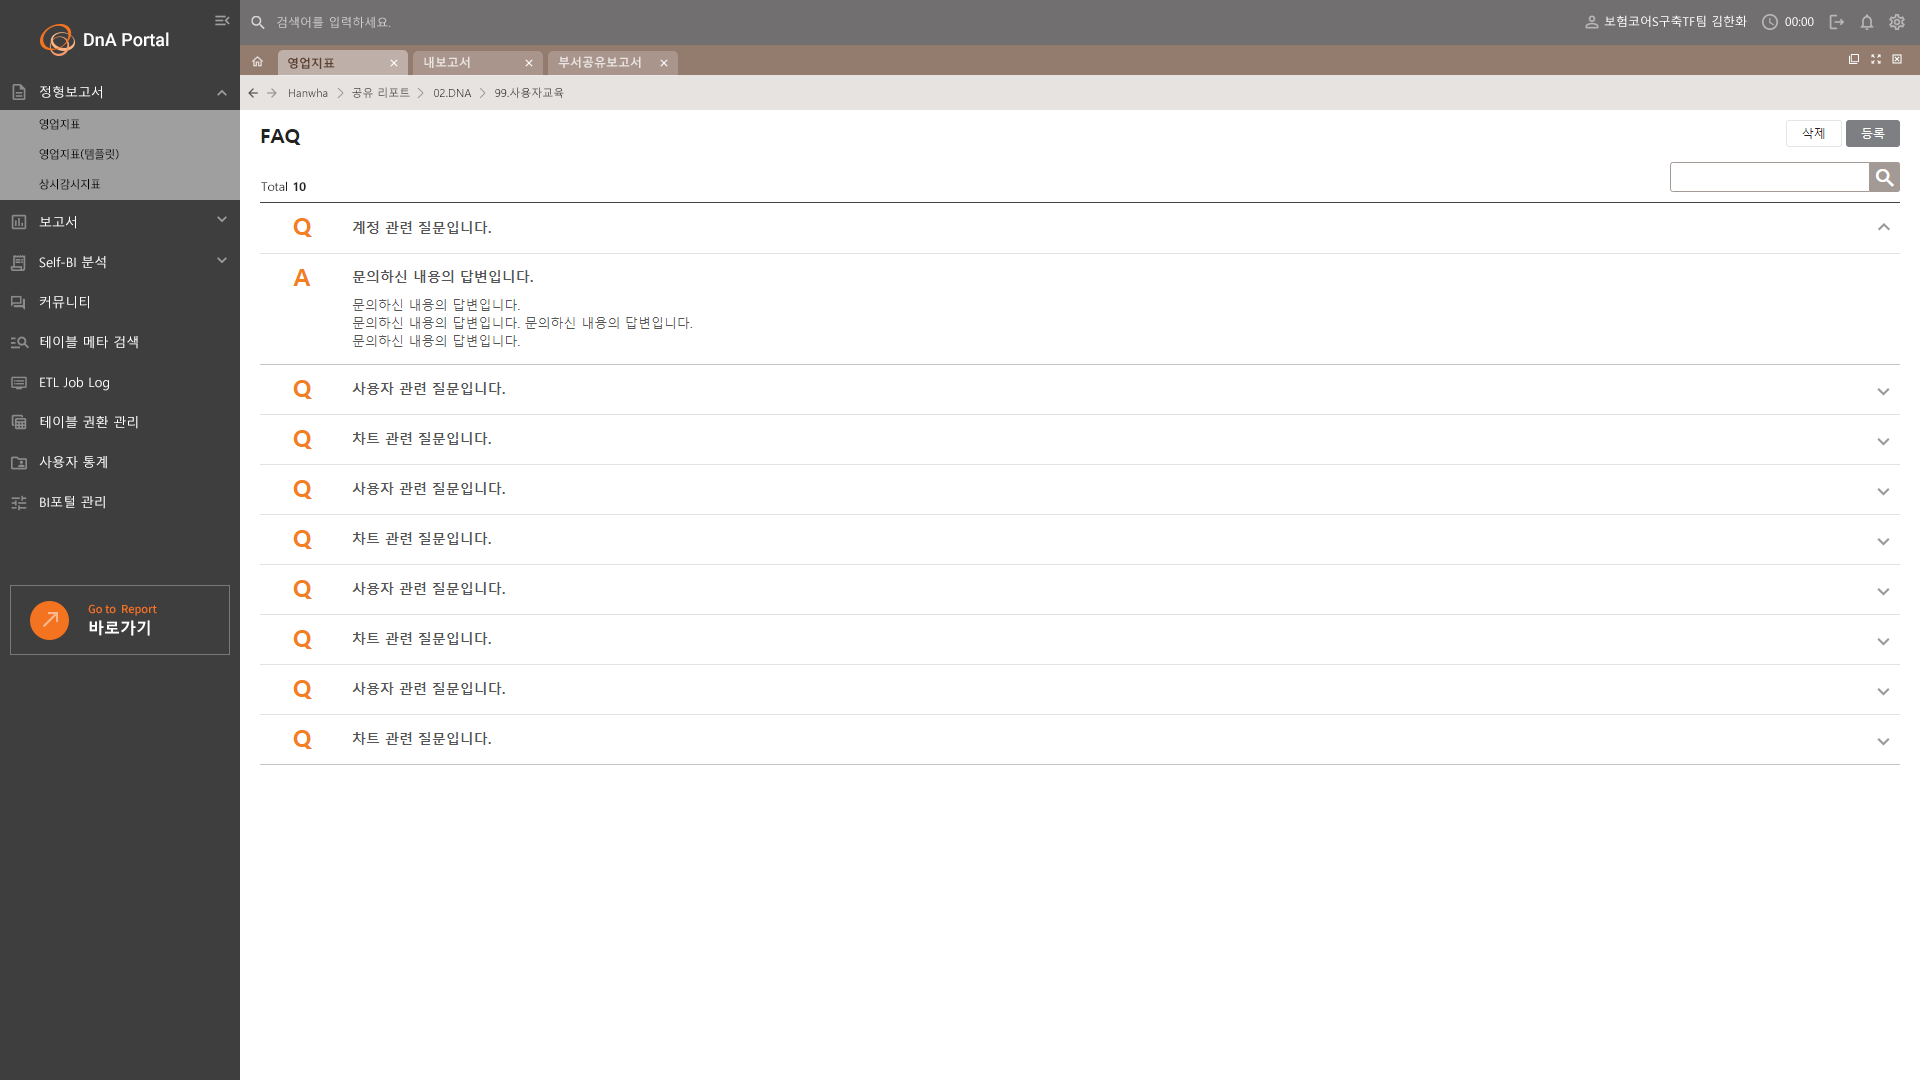 DnA Portal
정형보고서
영업지표
영업지표(템플릿)
상시감시지표
보고서
Self-BI 분석
커뮤니티
테이블 메타 검색
ETL Job Log
테이블 권환 관리
사용자 통계
BI포털 관리
Go to Report
바로가기
검색어를 입력하세요.
보험코어S구축TF팀 김한화
00:00
영업지표
내보고서
부서공유보고서
Hanwha
공유 리포트
02.DNA
99.사용자교육
FAQ
삭제
등록
Total 10
Q 계정 관련 질문입니다.
A 문의하신 내용의 답변입니다.
문의하신 내용의 답변입니다.
문의하신 내용의 답변입니다. 문의하신 내용의 답변입니다.
문의하신 내용의 답변입니다.
Q 사용자 관련 질문입니다.
Q 차트 관련 질문입니다.
Q 사용자 관련 질문입니다.
Q 차트 관련 질문입니다.
Q 사용자 관련 질문입니다.
Q 차트 관련 질문입니다.
Q 사용자 관련 질문입니다.
Q 차트 관련 질문입니다.